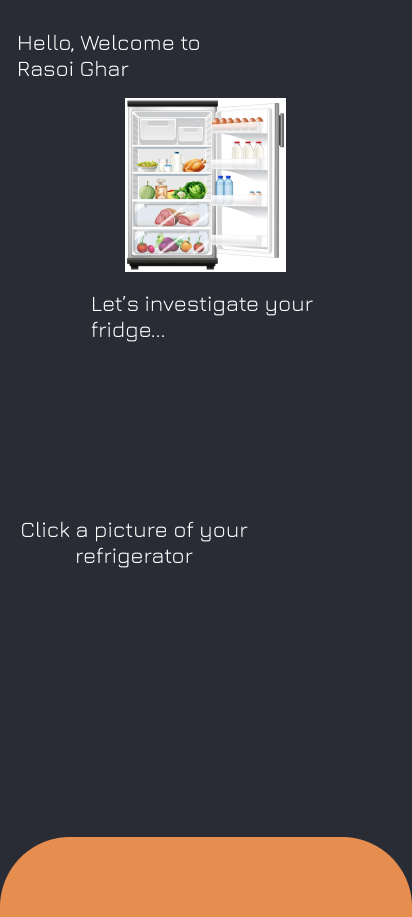 Hello, Welcome to
Rasoi Ghar
Let's investigate your
fridge...
Click a picture of your
refrigerator